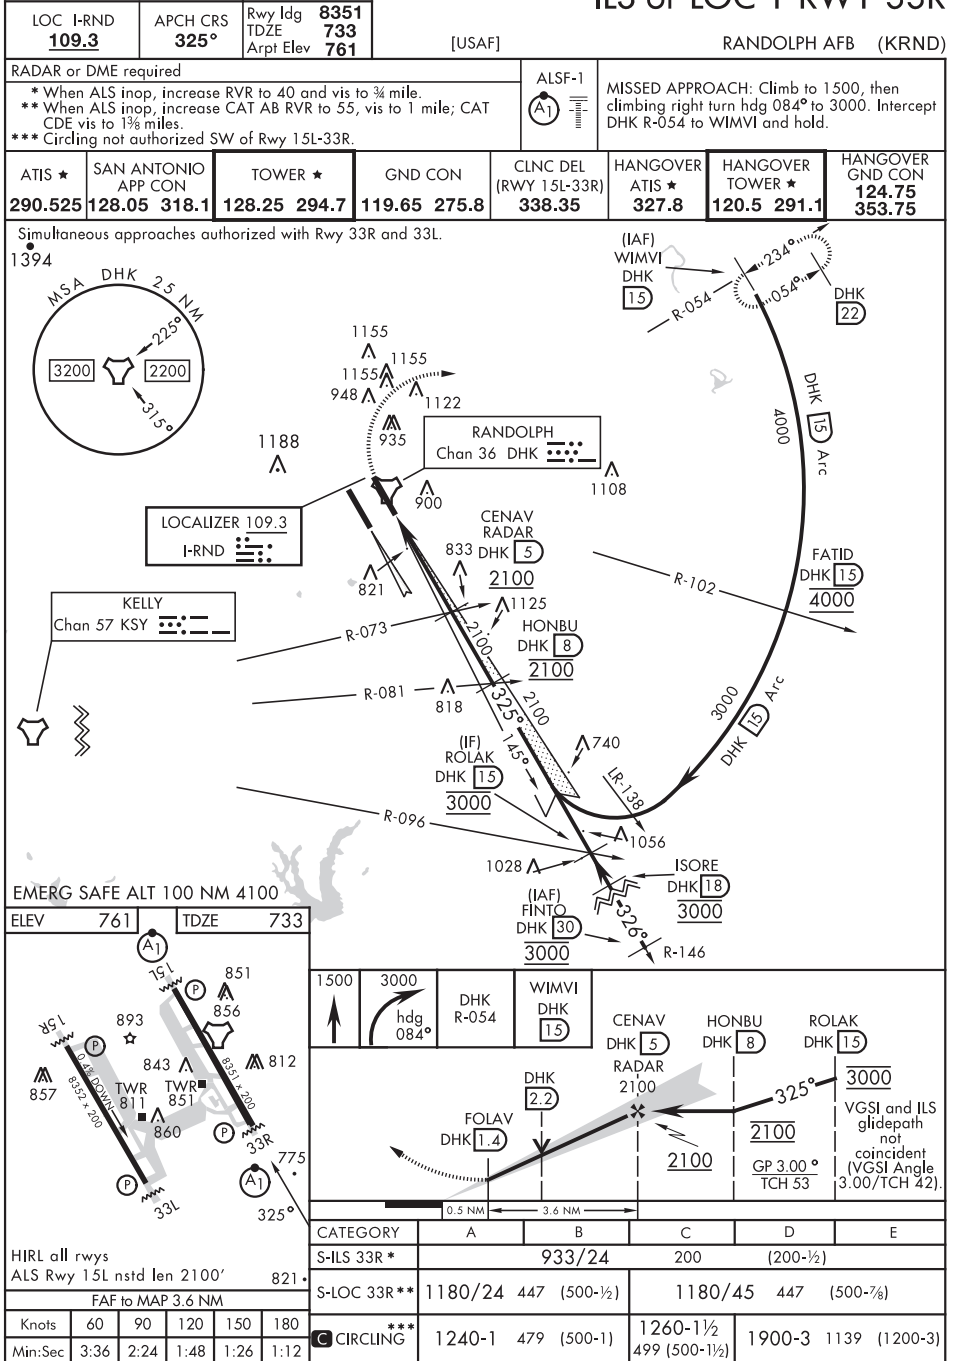 ILS or LOC Y RWY 33R
LOC I-RND
109.3
APCH CRS
325°
Rwy ldg 8351
TDZE 733
Arpt Elev 761
[USAF]
RANDOLPH AFB (KRND)
RADAR or DME required
* When ALS inop, increase RVR to 40 and vis to ¾ mile.
** When ALS inop, increase CAT AB RVR to 55, vis to 1 mile; CAT
CDE vis to 1⅜ miles.
*** Circling not authorized SW of Rwy 15L-33R.
ALSF-1
A1
MISSED APPROACH: Climb to 1500, then
climbing right turn hdg 084° to 3000. Intercept
DHK R-054 to WIMVI and hold.
ATIS ★
290.525
SAN ANTONIO
APP CON
128.05 318.1
TOWER ★
128.25 294.7
GND CON
119.65 275.8
CLNC DEL
(RWY 15L-33R)
338.35
HANGOVER
ATIS ★
327.8
HANGOVER
TOWER ★
120.5 291.1
HANGOVER
GND CON
124.75
353.75
Simultaneous approaches authorized with Rwy 33R and 33L.
1394
MSA DHK 25 NM
225°
3200
2200
315°
(IAF)
WIMVI
DHK
15
R-054
234°
054°
DHK
22
1155
1155
1155
948
1122
935
1188
RANDOLPH
Chan 36 DHK
900
1108
DHK 15 Arc
4000
LOCALIZER 109.3
I-RND
CENAV
RADAR
DHK 5
2100
833
821
FATID
DHK 15
4000
R-102
KELLY
Chan 57 KSY
R-073
1125
2100
HONBU
DHK 8
2100
R-081
818
325°
2100
145°
3000
DHK 15 Arc
(IF)
ROLAK
DHK 15
3000
740
LR-138
R-096
1056
1028
ISORE
DHK 18
3000
(IAF)
FINTO
DHK 30
3000
326°
R-146
EMERG SAFE ALT 100 NM 4100
ELEV 761
TDZE 733
A1
15L
P
851
856
15R
893
P
843
812
857
0.4% DOWN
8352 X 200
8351 X 200
TWR
811
TWR
851
860
P
33R
775
P
A1
33L
325°
HIRL all rwys
ALS Rwy 15L nstd len 2100'
821
FAF to MAP 3.6 NM
Knots 60 90 120 150 180
Min:Sec 3:36 2:24 1:48 1:26 1:12
1500
3000
hdg
084°
DHK
R-054
WIMVI
DHK
15
CENAV
DHK 5
RADAR
2100
HONBU
DHK 8
ROLAK
DHK 15
DHK
2.2
FOLAV
DHK 1.4
325°
3000
2100
2100
GP 3.00°
TCH 53
VGSI and ILS
glidepath
not
coincident
(VGSI Angle
3.00/TCH 42).
0.5 NM
3.6 NM
CATEGORY A B C D E
S-ILS 33R * 933/24 200 (200-½)
S-LOC 33R ** 1180/24 447 (500-½) 1180/45 447 (500-⅞)
C CIRCLING *** 1240-1 479 (500-1) 1260-1½ 499 (500-1½) 1900-3 1139 (1200-3)